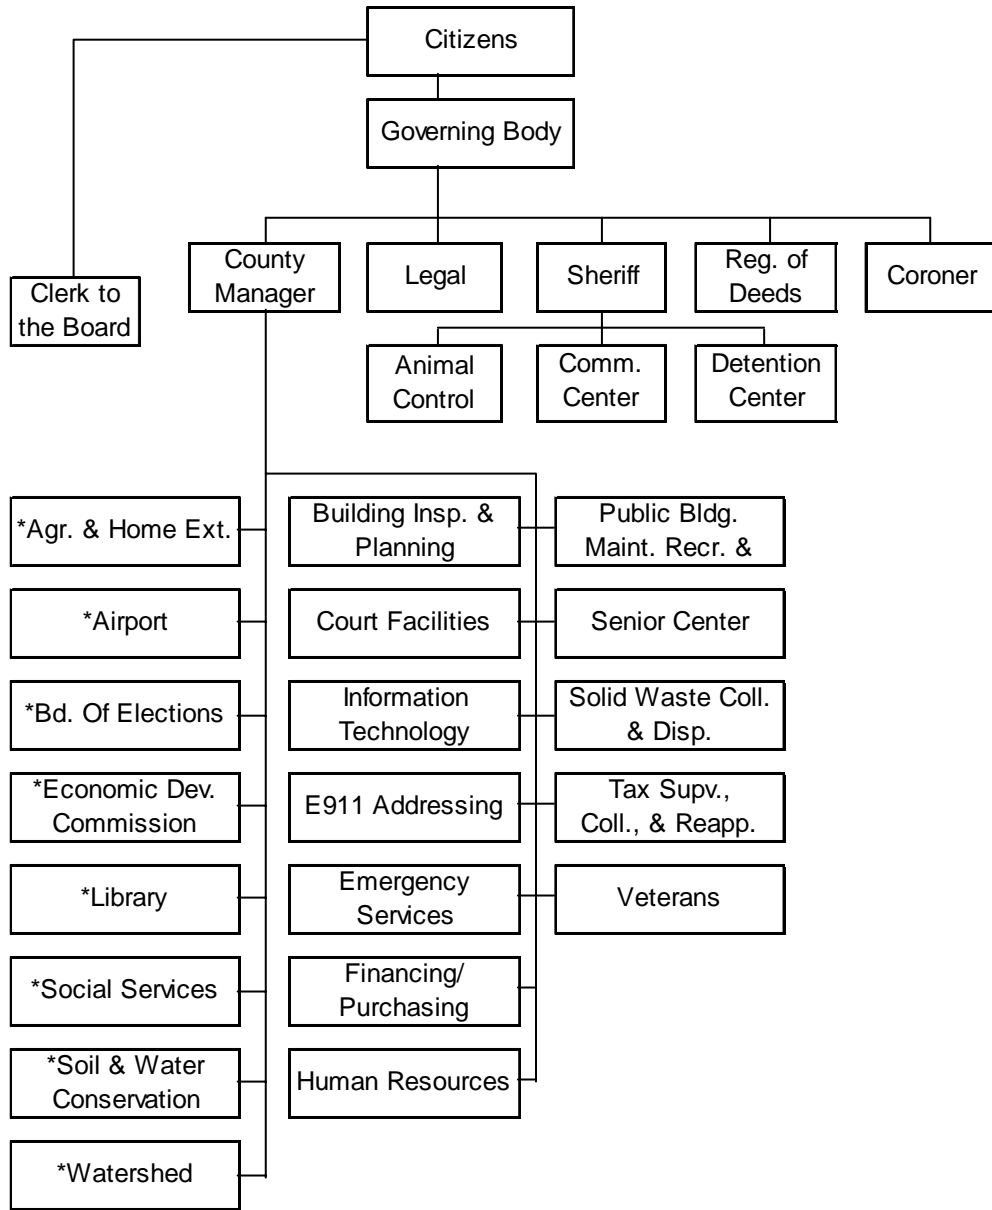 Citizens
Governing Body
County
Manager
Legal
Sheriff
Reg. of
Deeds
Coroner
Clerk to
the Board
Animal
Control
Comm.
Center
Detention
Center
*Agr. & Home Ext.
Building Insp. &
Planning
Public Bldg.
Maint. Recr. &
*Airport
Court Facilities
Senior Center
*Bd. Of Elections
Information
Technology
Solid Waste Coll.
& Disp.
*Economic Dev.
Commission
E911 Addressing
Tax Supv.,
Coll., & Reapp.
*Library
Emergency
Services
Veterans
*Social Services
Financing/
Purchasing
*Soil & Water
Conservation
Human Resources
*Watershed